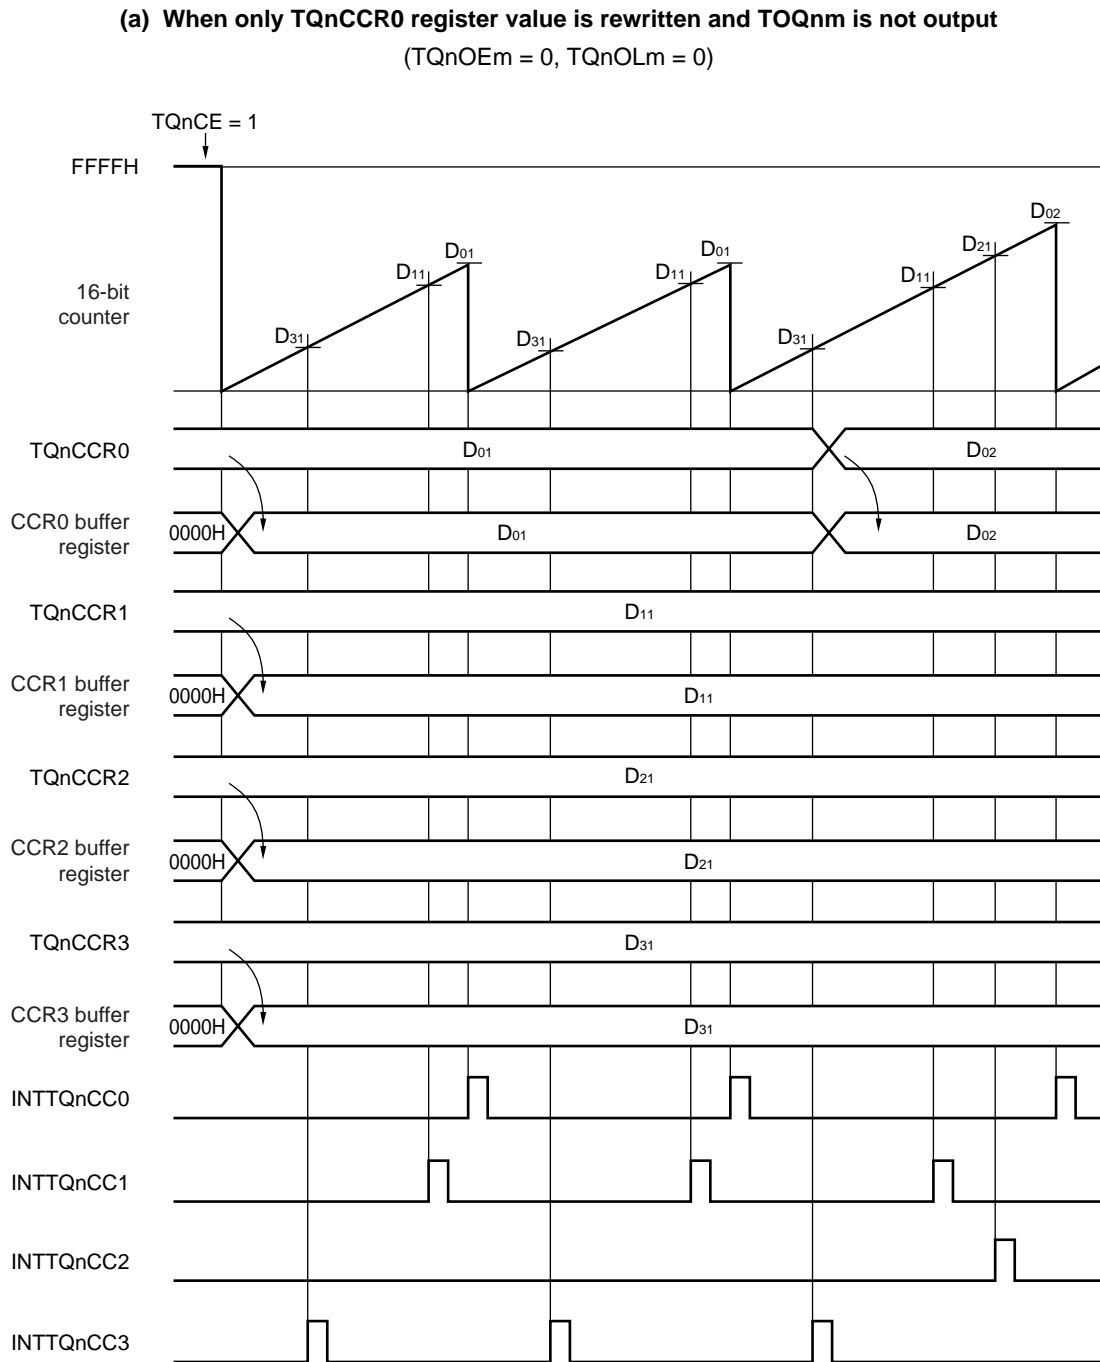 (a) When only TQnCCR0 register value is rewritten and TOQnm is not output
(TQnOEm = 0, TQnOLm = 0)
TQnCE = 1
FFFFH
16-bit
counter
D31
D11
D01
D31
D11
D01
D31
D11
D21
D02
TQnCCR0
D01
D02
CCR0 buffer
register
0000H
D01
D02
TQnCCR1
D11
CCR1 buffer
register
0000H
D11
TQnCCR2
D21
CCR2 buffer
register
0000H
D21
TQnCCR3
D31
CCR3 buffer
register
0000H
D31
INTTQnCC0
INTTQnCC1
INTTQnCC2
INTTQnCC3